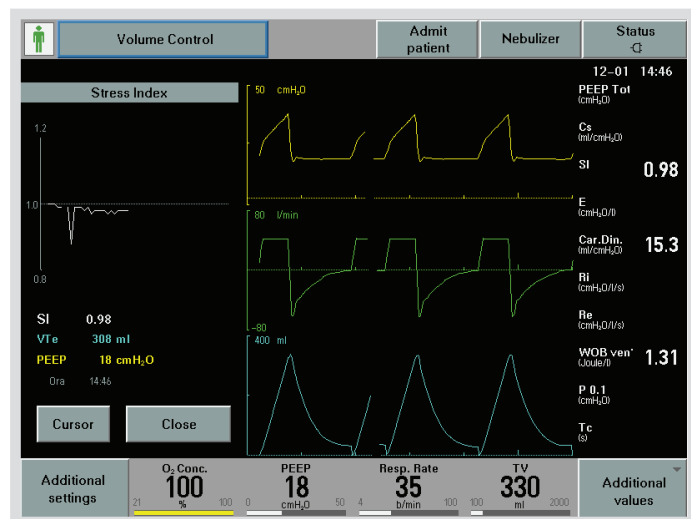 Volume Control
Admit
patient
Nebulizer
Status
12-01 14:46
Stress Index
1.2
1.0
0.8
SI 0.98
VTe 308 ml
PEEP 18 cmH₂O
Ora 14:46
Cursor
Close
50 cmH₂O
80 l/min
-80
400 ml
PEEP Tot
(cmH₂O)
Cs
(ml/cmH₂O)
SI 0.98
E
(cmH₂O/l)
Car.Din. 15.3
(ml/cmH₂O)
Ri
(cmH₂O/l/s)
Re
(cmH₂O/l/s)
WOB ven 1.31
(Joule/l)
P 0.1
(cmH₂O)
Tc
(s)
Additional
settings
O₂ Conc.
100
21 % 100
PEEP
18
0 cmH₂O 50
Resp. Rate
35
4 b/min 100
TV
330
100 ml 2000
Additional
values